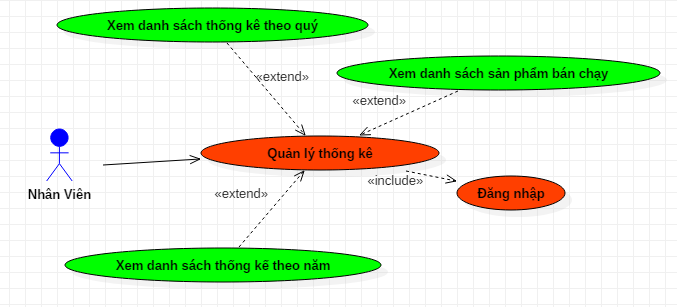 Xem danh sách thống kê theo quý
«extend»
Xem danh sách sản phẩm bán chạy
«extend»
Quản lý thống kê
«include»
Nhân Viên
«extend»
Đăng nhập
Xem danh sách thống kế theo năm